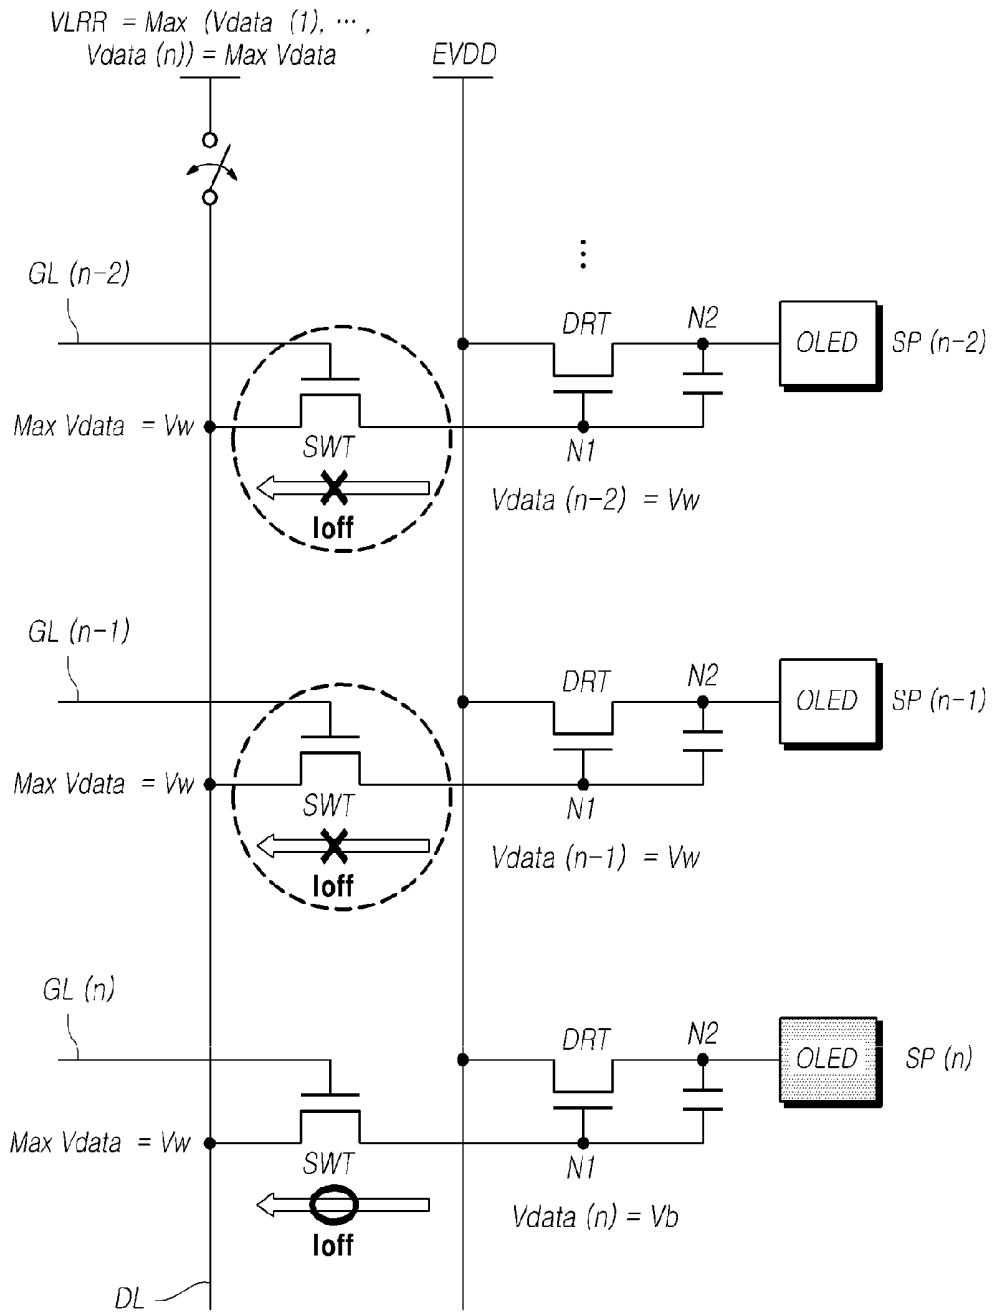 VLRR = Max (Vdata (1), ··· ,
Vdata (n)) = Max Vdata
EVDD
GL (n-2)
DRT
N2
OLED
SP (n-2)
Max Vdata = Vw
SWT
N1
Ioff
Vdata (n-2) = Vw
GL (n-1)
DRT
N2
OLED
SP (n-1)
Max Vdata = Vw
SWT
N1
Ioff
Vdata (n-1) = Vw
GL (n)
DRT
N2
OLED
SP (n)
Max Vdata = Vw
SWT
N1
Ioff
Vdata (n) = Vb
DL